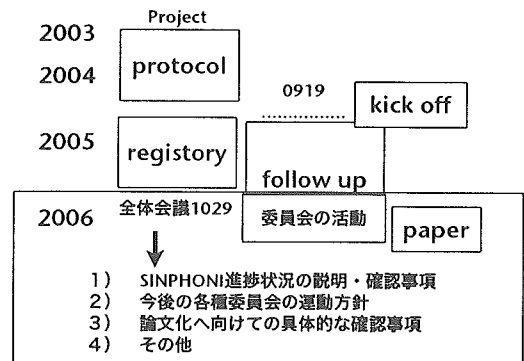 Project
2003
protocol
2004
0919
kick off
2005
registory
follow up
2006
全体会議1029
委員会の活動
paper
1) SINPHONI進捗状況の説明・確認事項
2) 今後の各種委員会の運動方針
3) 論文化へ向けての具体的な確認事項
4) その他